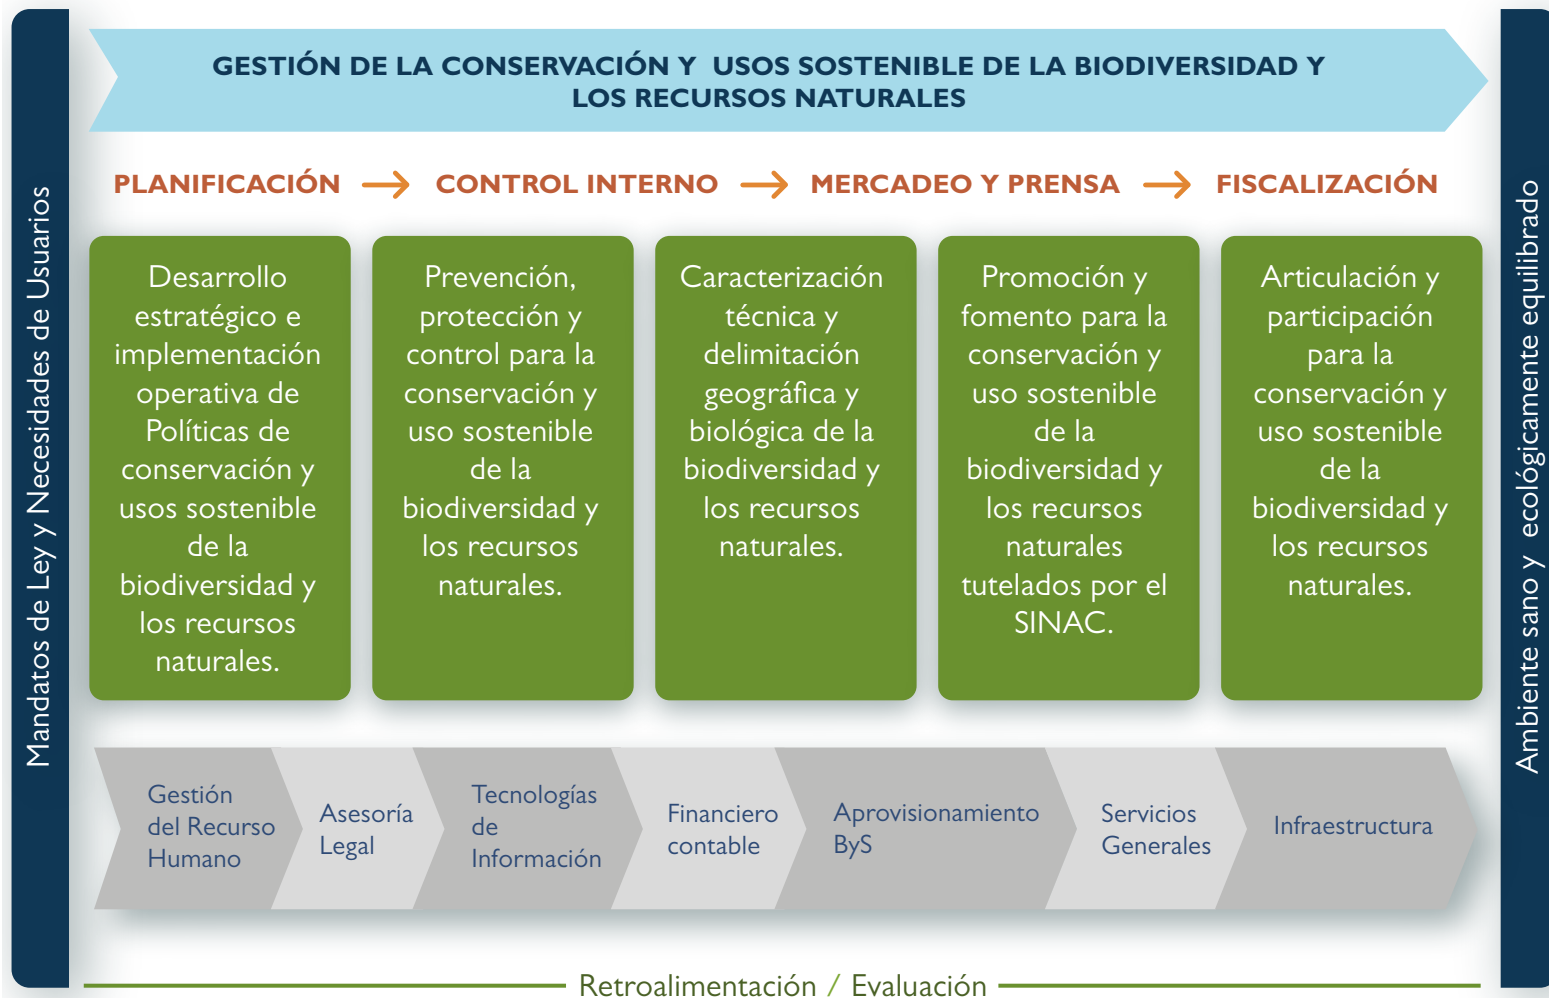 Mandatos de Ley y Necesidades de Usuarios
GESTIÓN DE LA CONSERVACIÓN Y USOS SOSTENIBLE DE LA BIODIVERSIDAD Y
LOS RECURSOS NATURALES
PLANIFICACIÓN → CONTROL INTERNO → MERCADEO Y PRENSA → FISCALIZACIÓN
Desarrollo
estratégico e
implementación
operativa de
Políticas de
conservación y
usos sostenible
de la
biodiversidad y
los recursos
naturales.
Prevención,
protección y
control para la
conservación y
uso sostenible
de la
biodiversidad y
los recursos
naturales.
Caracterización
técnica y
delimitación
geográfica y
biológica de la
biodiversidad y
los recursos
naturales.
Promoción y
fomento para la
conservación y
uso sostenible
de la
biodiversidad y
los recursos
naturales
tutelados por el
SINAC.
Articulación y
participación
para la
conservación y
uso sostenible
de la
biodiversidad y
los recursos
naturales.
Gestión
del Recurso
Humano
Asesoría
Legal
Tecnologías
de
Información
Financiero
contable
Aprovisionamiento
ByS
Servicios
Generales
Infraestructura
Retroalimentación / Evaluación
Ambiente sano y ecológicamente equilibrado